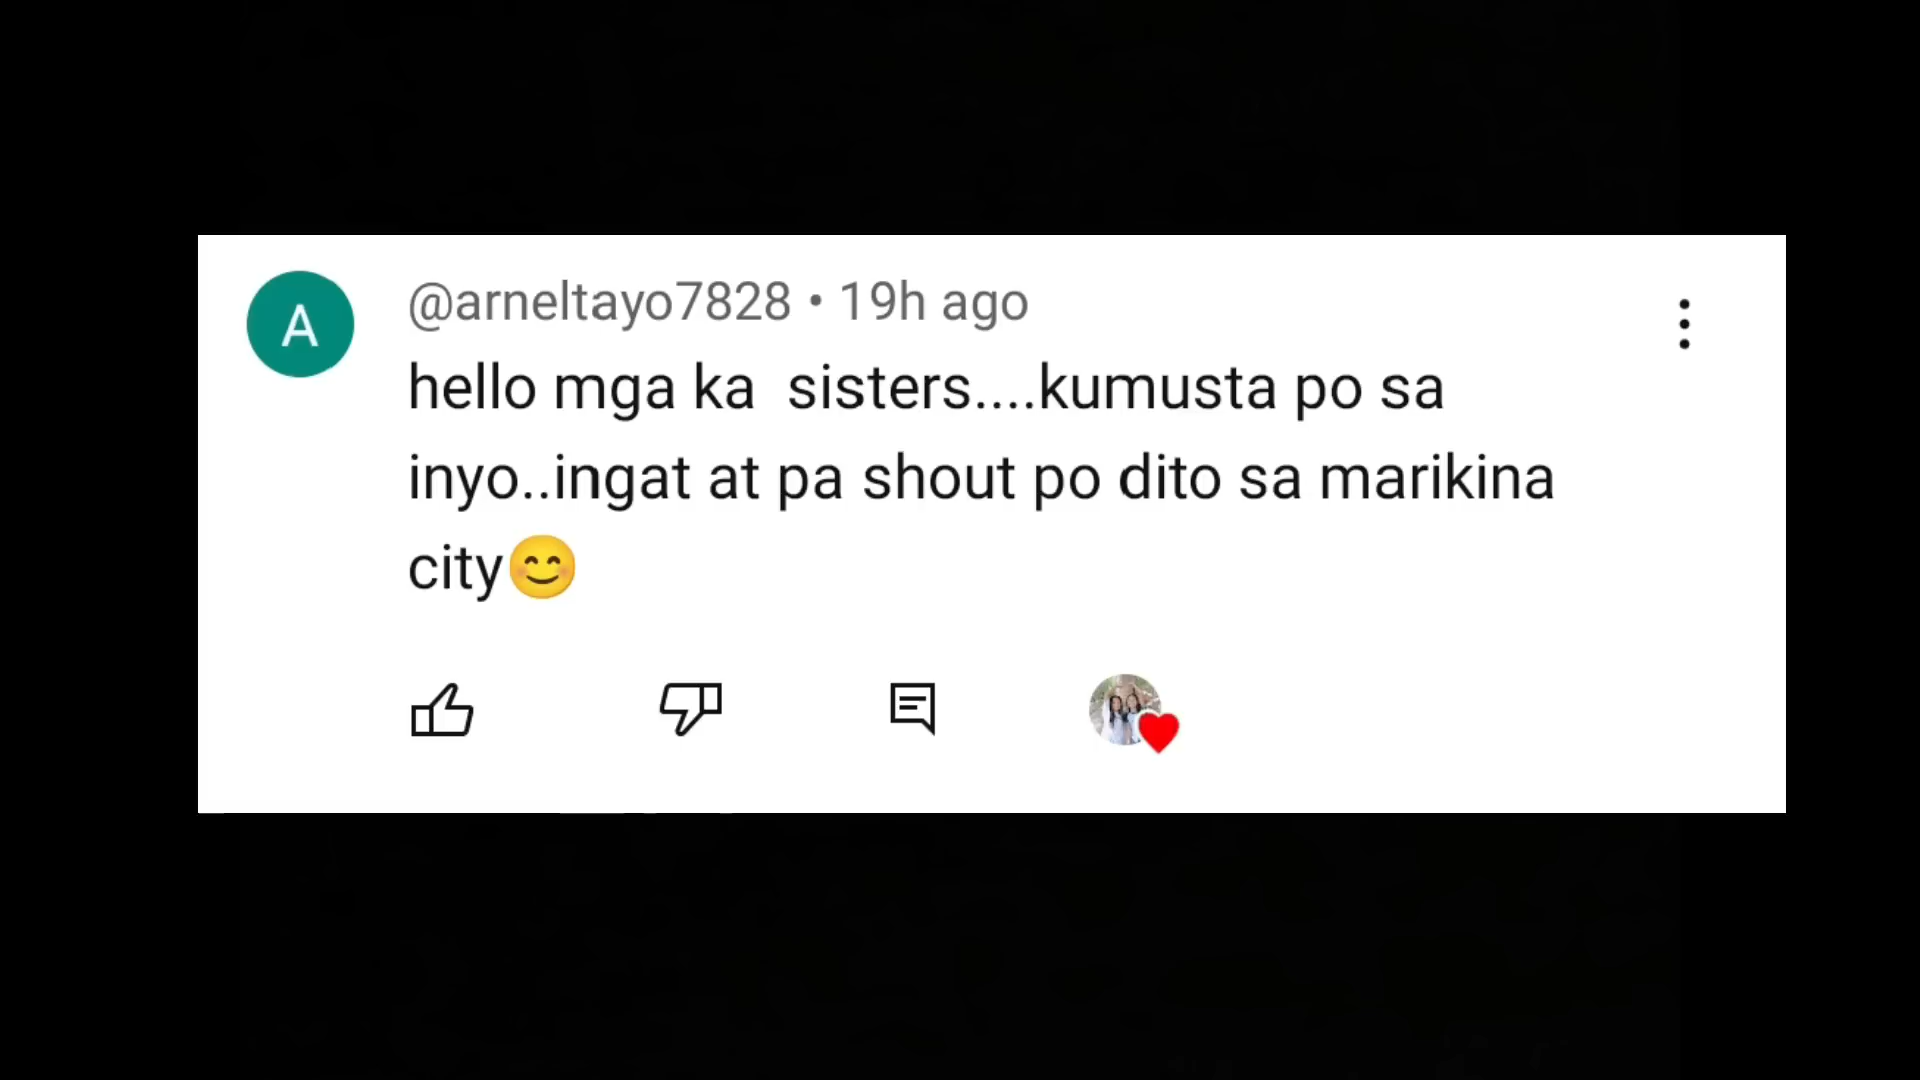 A
@arneltayo7828 • 19h ago
hello mga ka  sisters....kumusta po sa
inyo..ingat at pa shout po dito sa marikina
city😊